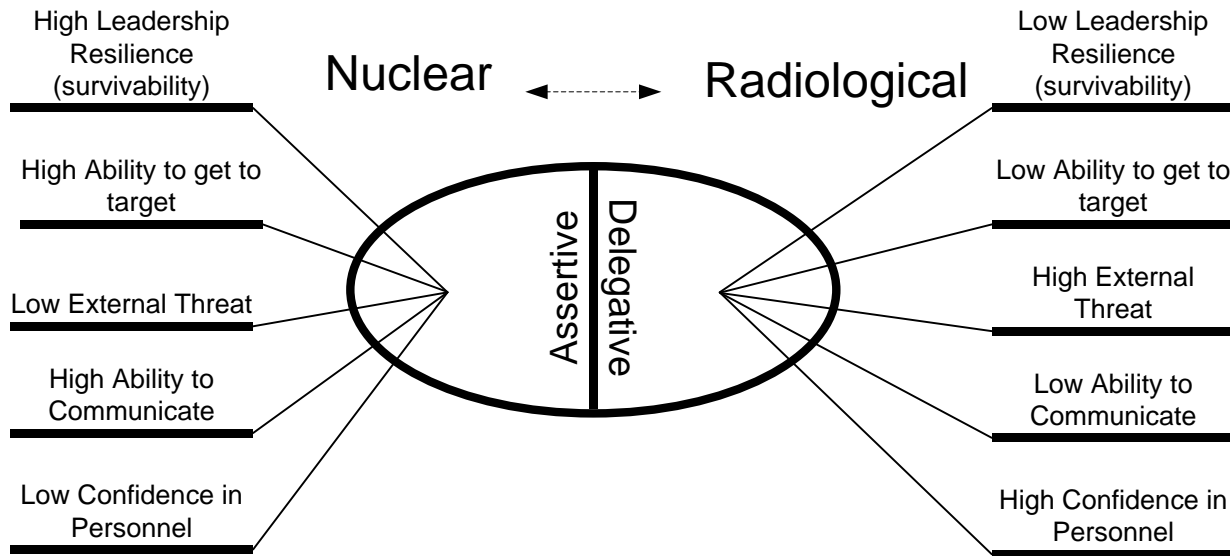 High Leadership
Resilience
(survivability)
Nuclear
Radiological
Low Leadership
Resilience
(survivability)
High Ability to get to
target
Low External Threat
High Ability to
Communicate
Low Confidence in
Personnel
Assertive
Delegative
Low Ability to get to
target
High External
Threat
Low Ability to
Communicate
High Confidence in
Personnel